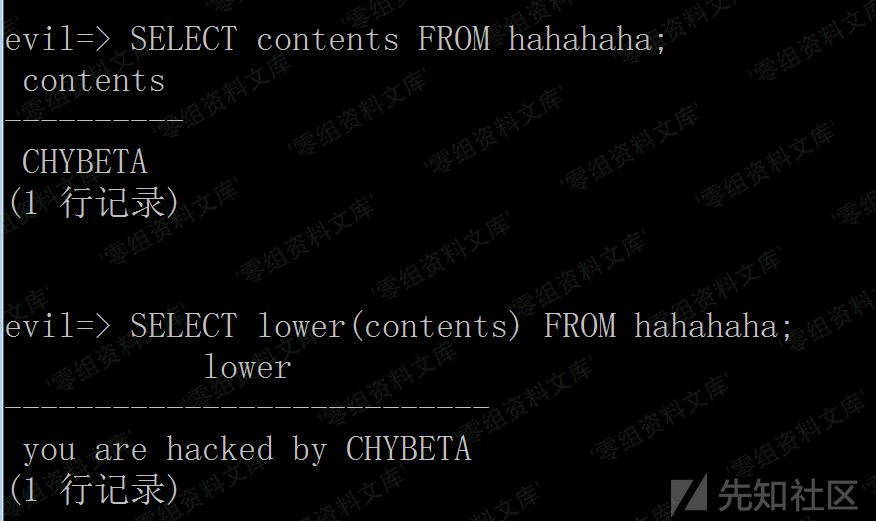 evil=> SELECT contents FROM hahahaha;
contents
----------
CHYBETA
(1 行记录)
evil=> SELECT lower(contents) FROM hahahaha;
lower
---------------------------
you are hacked by CHYBETA
(1 行记录)
先知社区
'零组资料文库'